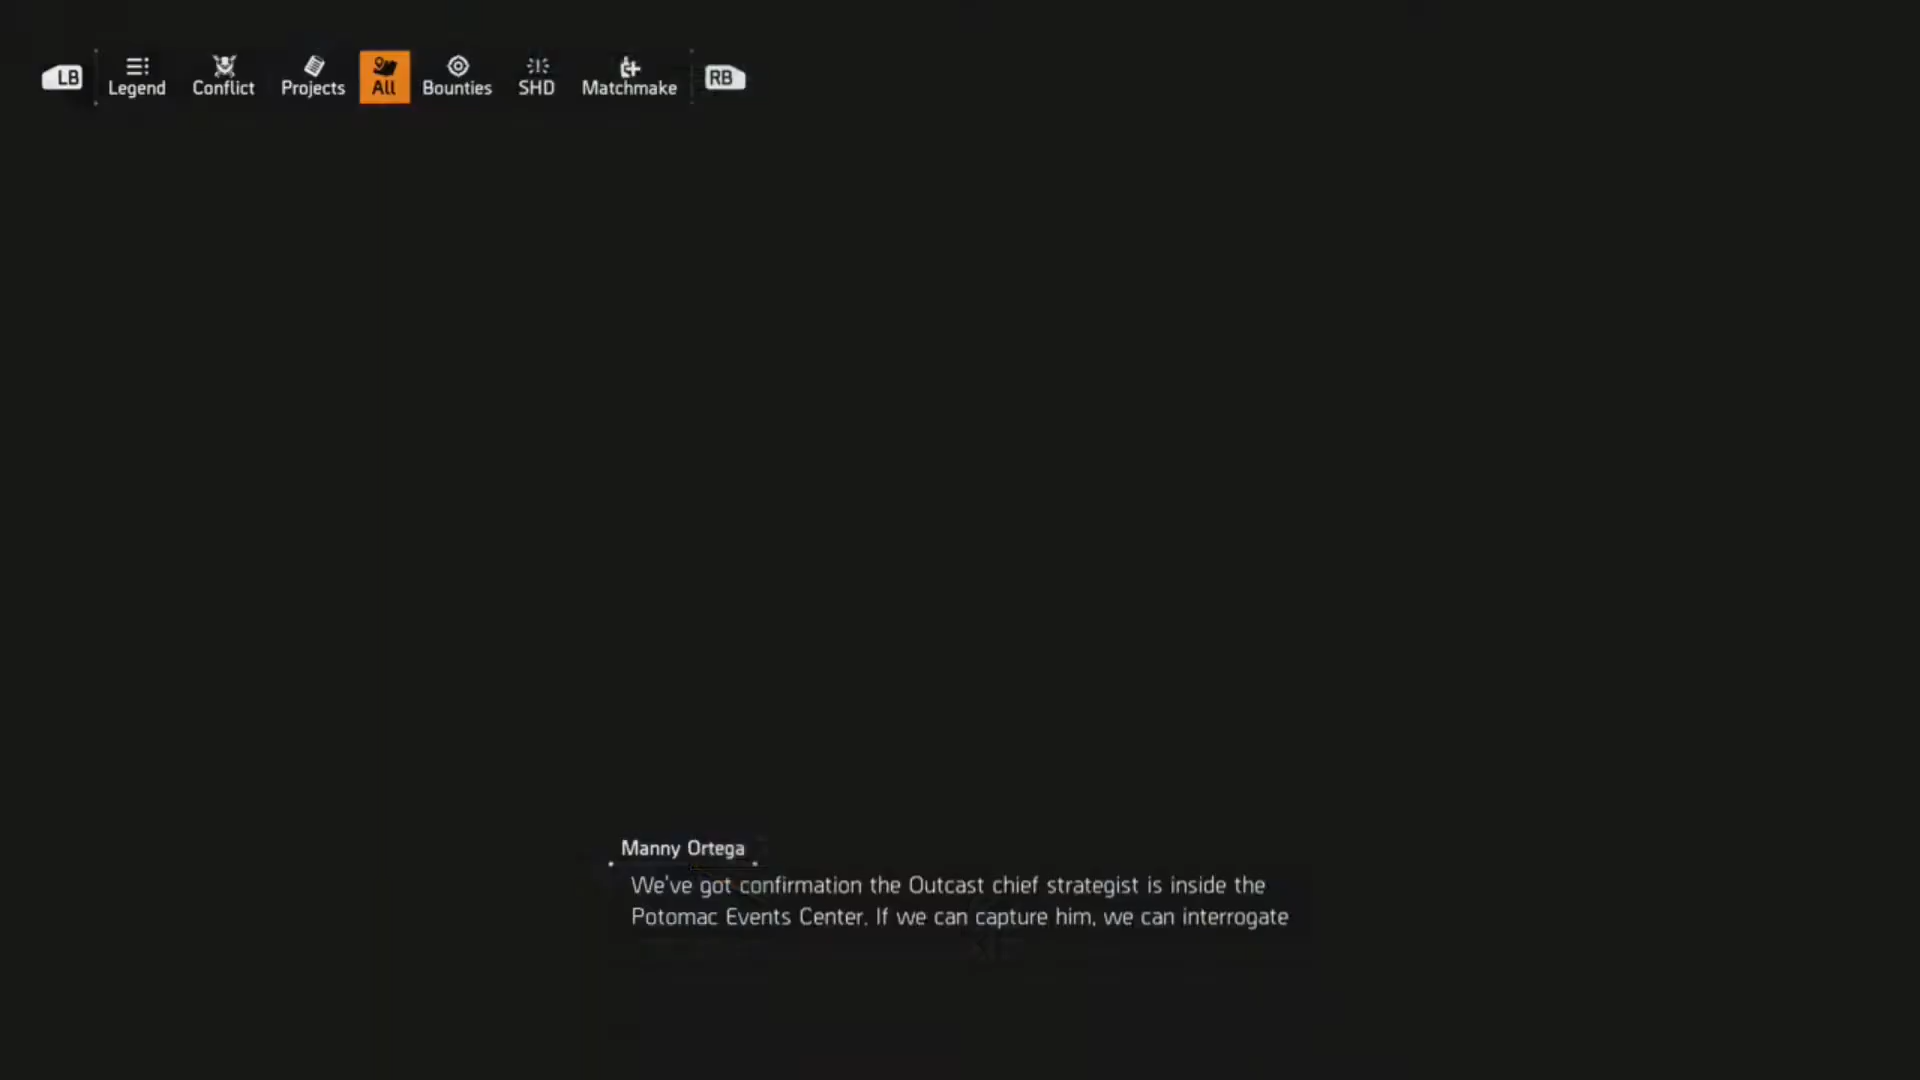 LB
Legend
Conflict
Projects
All
Bounties
SHD
Matchmake
RB
Manny Ortega
We've got confirmation the Outcast chief strategist is inside the
Potomac Events Center. If we can capture him, we can interrogate